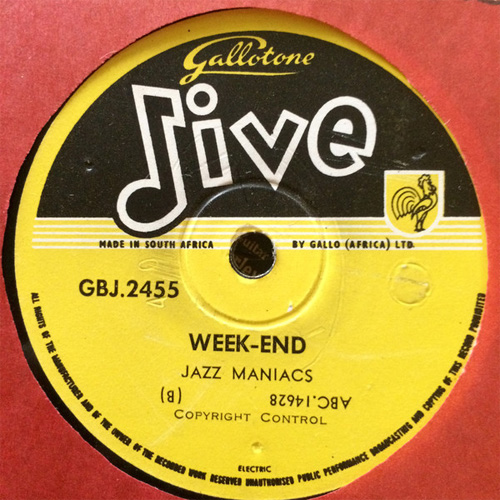 Gallotone
Jive
MADE IN SOUTH AFRICA BY GALLO (AFRICA) LTD.
GBJ.2455
WEEK-END
JAZZ MANIACS
ABC.14628 (B)
COPYRIGHT CONTROL
ELECTRIC
ALL RIGHTS OF THE MANUFACTURER AND OF THE OWNER OF THE RECORDED WORK RESERVED UNAUTHORISED PUBLIC PERFORMANCE BROADCASTING AND COPYING OF THIS RECORD PROHIBITED